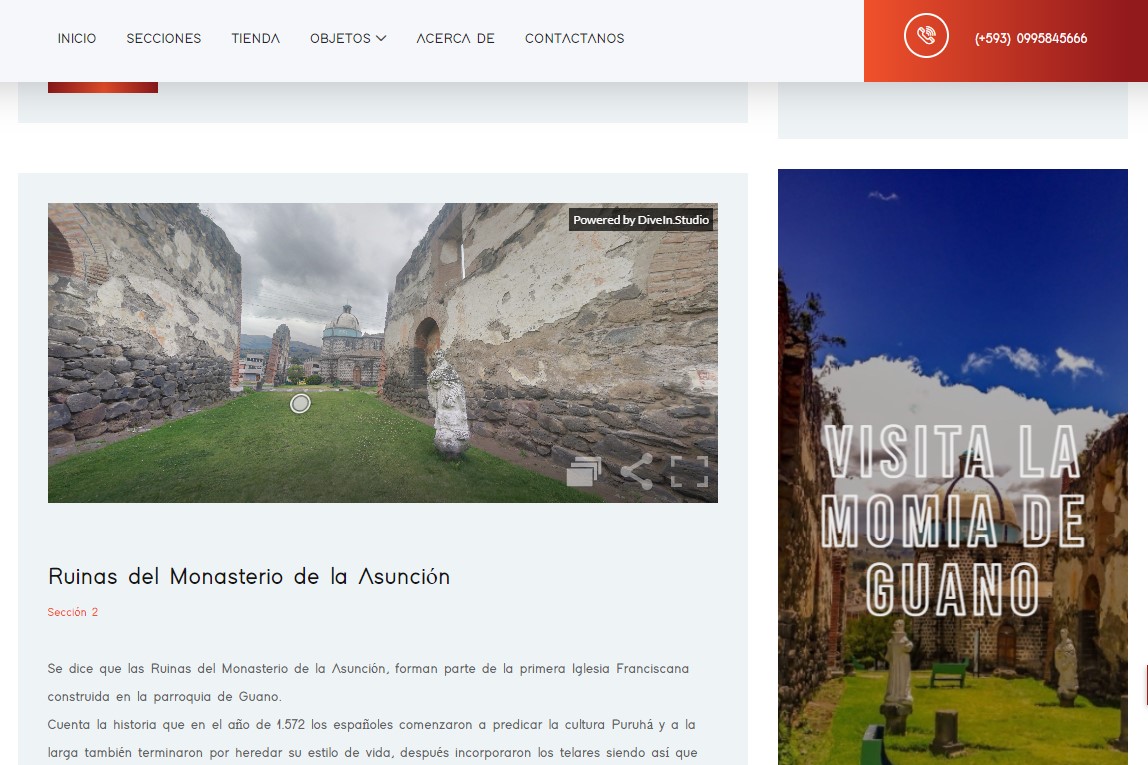 INICIO
SECCIONES
TIENDA
OBJETOS
ACERCA DE
CONTACTANOS
(+593) 0995845666
Powered by DiveIn.Studio
Ruinas del Monasterio de la Asunción
Sección 2
Se dice que las Ruinas del Monasterio de la Asunción, forman parte de la primera Iglesia Franciscana
construida en la parroquia de Guano.
Cuenta la historia que en el año de 1.572 los españoles comenzaron a predicar la cultura Puruhá y a la
larga también terminaron por heredar su estilo de vida, después incorporaron los telares siendo así que
VISITA LA
MOMIA DE
GUANO